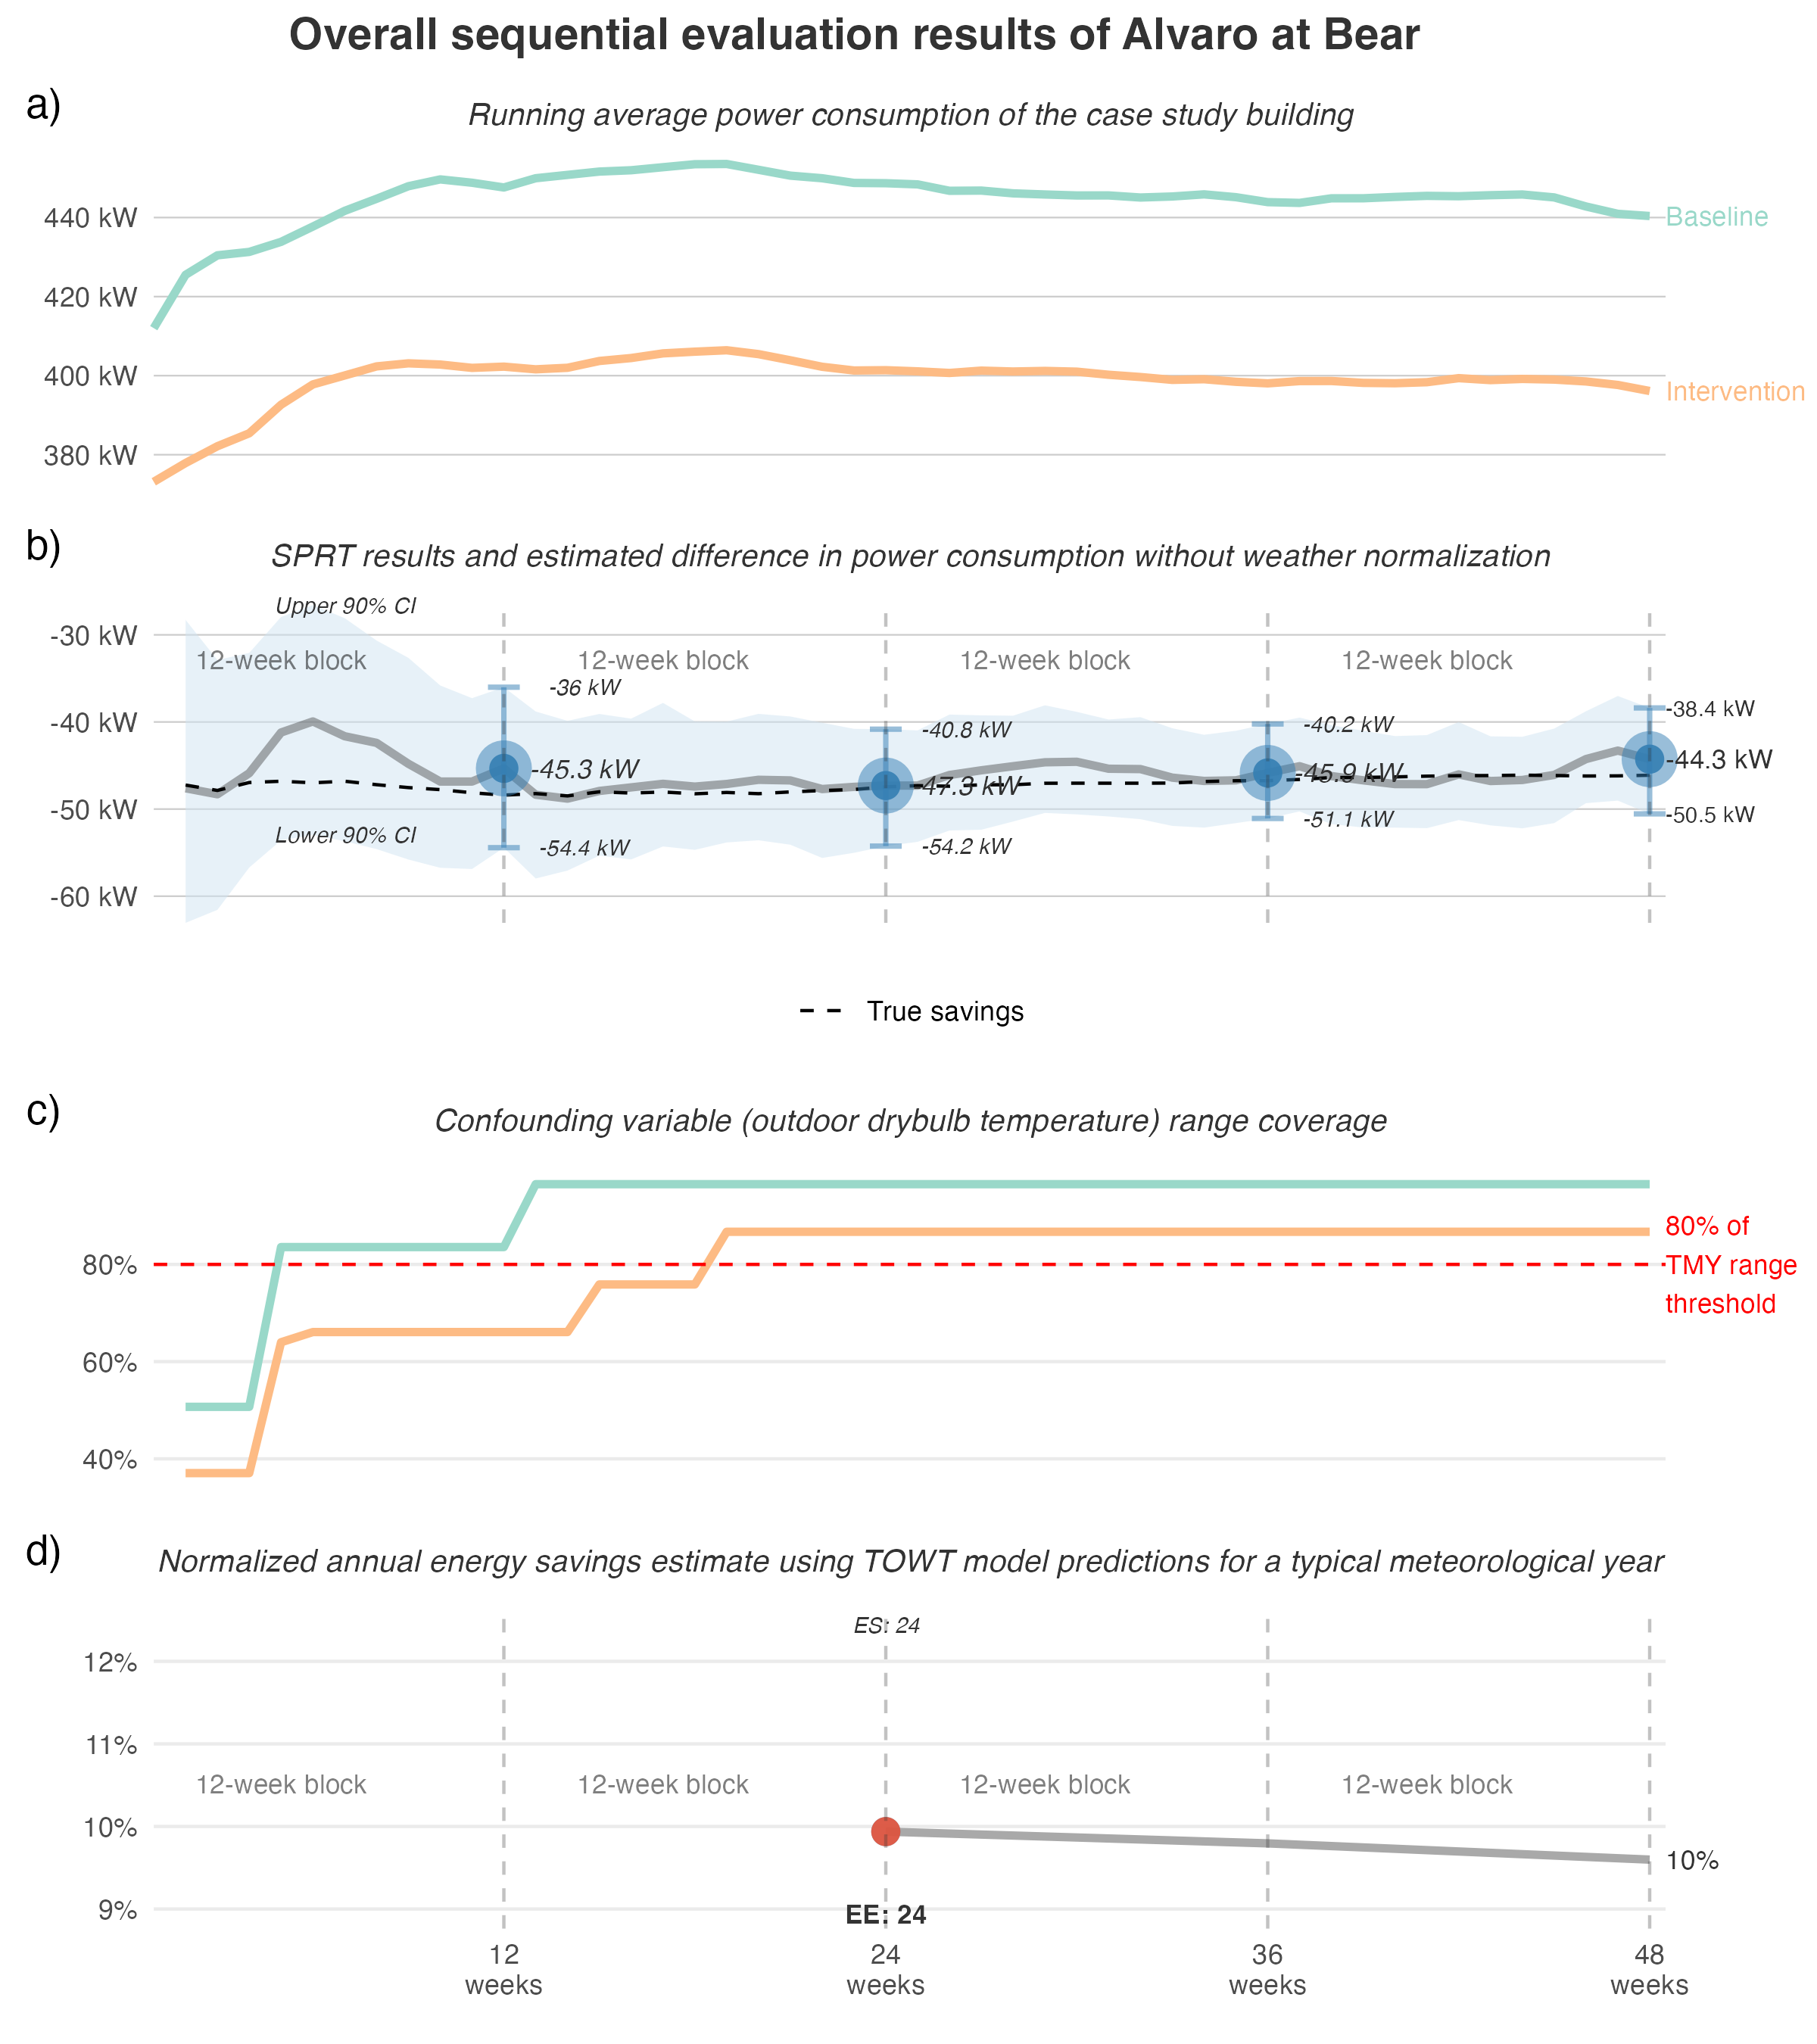 Overall sequential evaluation results of Alvaro at Bear
a)
Running average power consumption of the case study building
440 kW
420 kW
400 kW
380 kW
Baseline
Intervention
b)
SPRT results and estimated difference in power consumption without weather normalization
Upper 90% CI
-30 kW
12-week block
12-week block
12-week block
12-week block
-36 kW
-40.8 kW
-40.2 kW
-38.4 kW
-40 kW
-45.3 kW
-47.3 kW
-45.9 kW
-44.3 kW
-50 kW
Lower 90% CI
-54.4 kW
-54.2 kW
-51.1 kW
-50.5 kW
-60 kW
True savings
c)
Confounding variable (outdoor drybulb temperature) range coverage
80%
60%
40%
80% of
TMY range
threshold
d)
Normalized annual energy savings estimate using TOWT model predictions for a typical meteorological year
ES: 24
12%
11%
12-week block
12-week block
12-week block
12-week block
10%
10%
9%
EE: 24
12
weeks
24
weeks
36
weeks
48
weeks